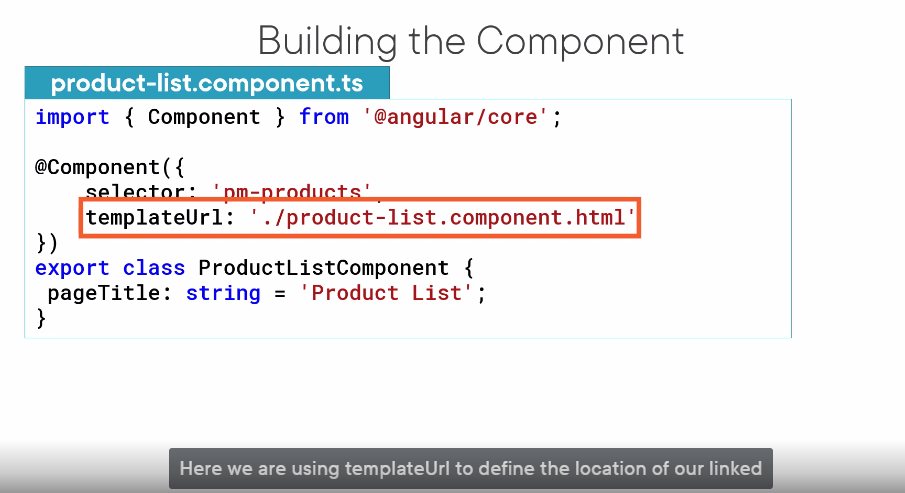 Building the Component
product-list.component.ts
import { Component } from '@angular/core';
@Component({
    selector: 'pm-products',
    templateUrl: './product-list.component.html'
})
export class ProductListComponent {
 pageTitle: string = 'Product List';
}
Here we are using templateUrl to define the location of our linked